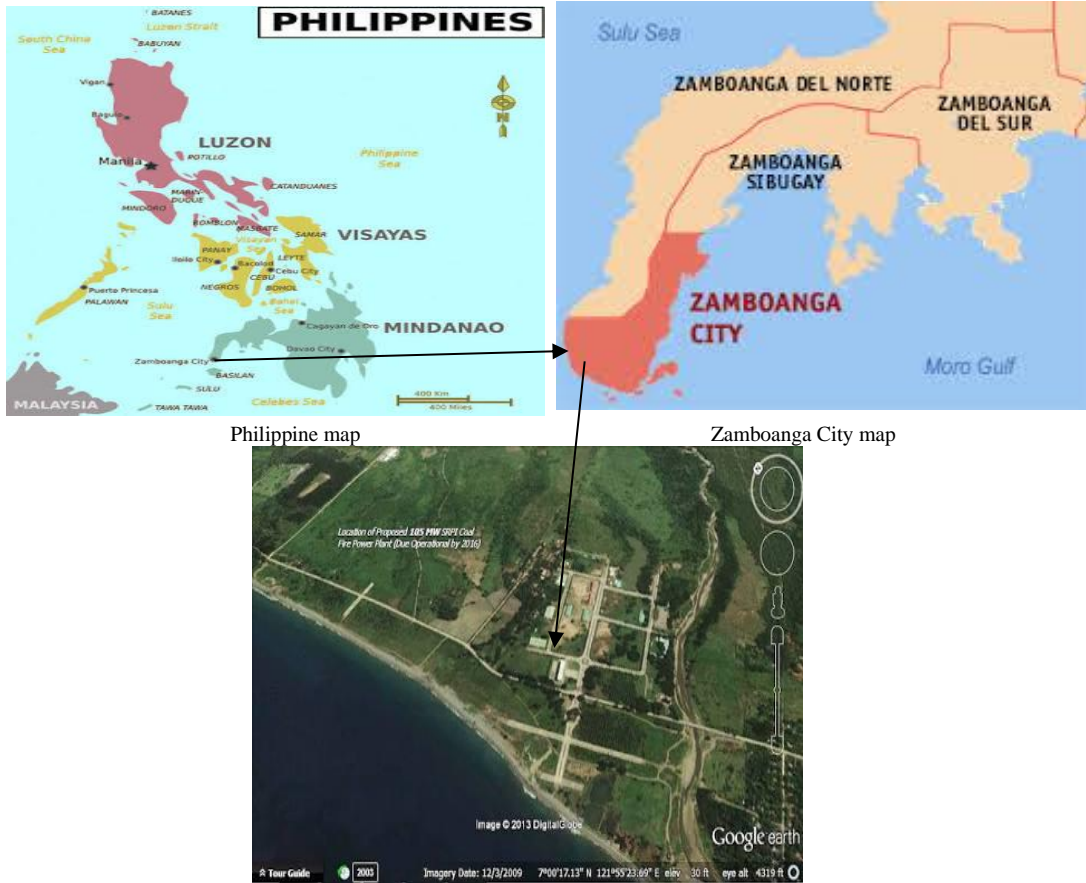 PHILIPPINES
BATANES
Luzon Strait
South China
Sea
BABUYAN
Vigan
Baguio
LUZON
Manila
POTILLO
Philippine
Sea
CATANDUANES
MARIN-
DUQUE
MINDORO
ROMBLON
MASBATE
SAMAR
VISAYAS
Visayan
Sea
PANAY
Iloilo City
Bacolod
LEYTE
Cebu City
CEBU
NEGROS
BOHOL
Puerto Princesa
PALAWAN
Sulu
Sea
Bohol
Sea
MINDANAO
Cagayan de Oro
Davao City
Zamboanga City
BASILAN
SULU
MALAYSIA
TAWA TAWA
Celebes Sea
400 Km
400 Miles
Sulu Sea
ZAMBOANGA DEL NORTE
ZAMBOANGA
DEL SUR
ZAMBOANGA
SIBUGAY
ZAMBOANGA
CITY
Moro Gulf
Philippine map
Zamboanga City map
Location of Proposed 105 MW SRPI Coal
Fire Power Plant (Due Operational by 2016)
Image © 2013 DigitalGlobe
Google earth
Tour Guide
2003
Imagery Date: 12/3/2009 7°00'17.13" N 121°55'23.69" E elev 30 ft eye alt 4319 ft